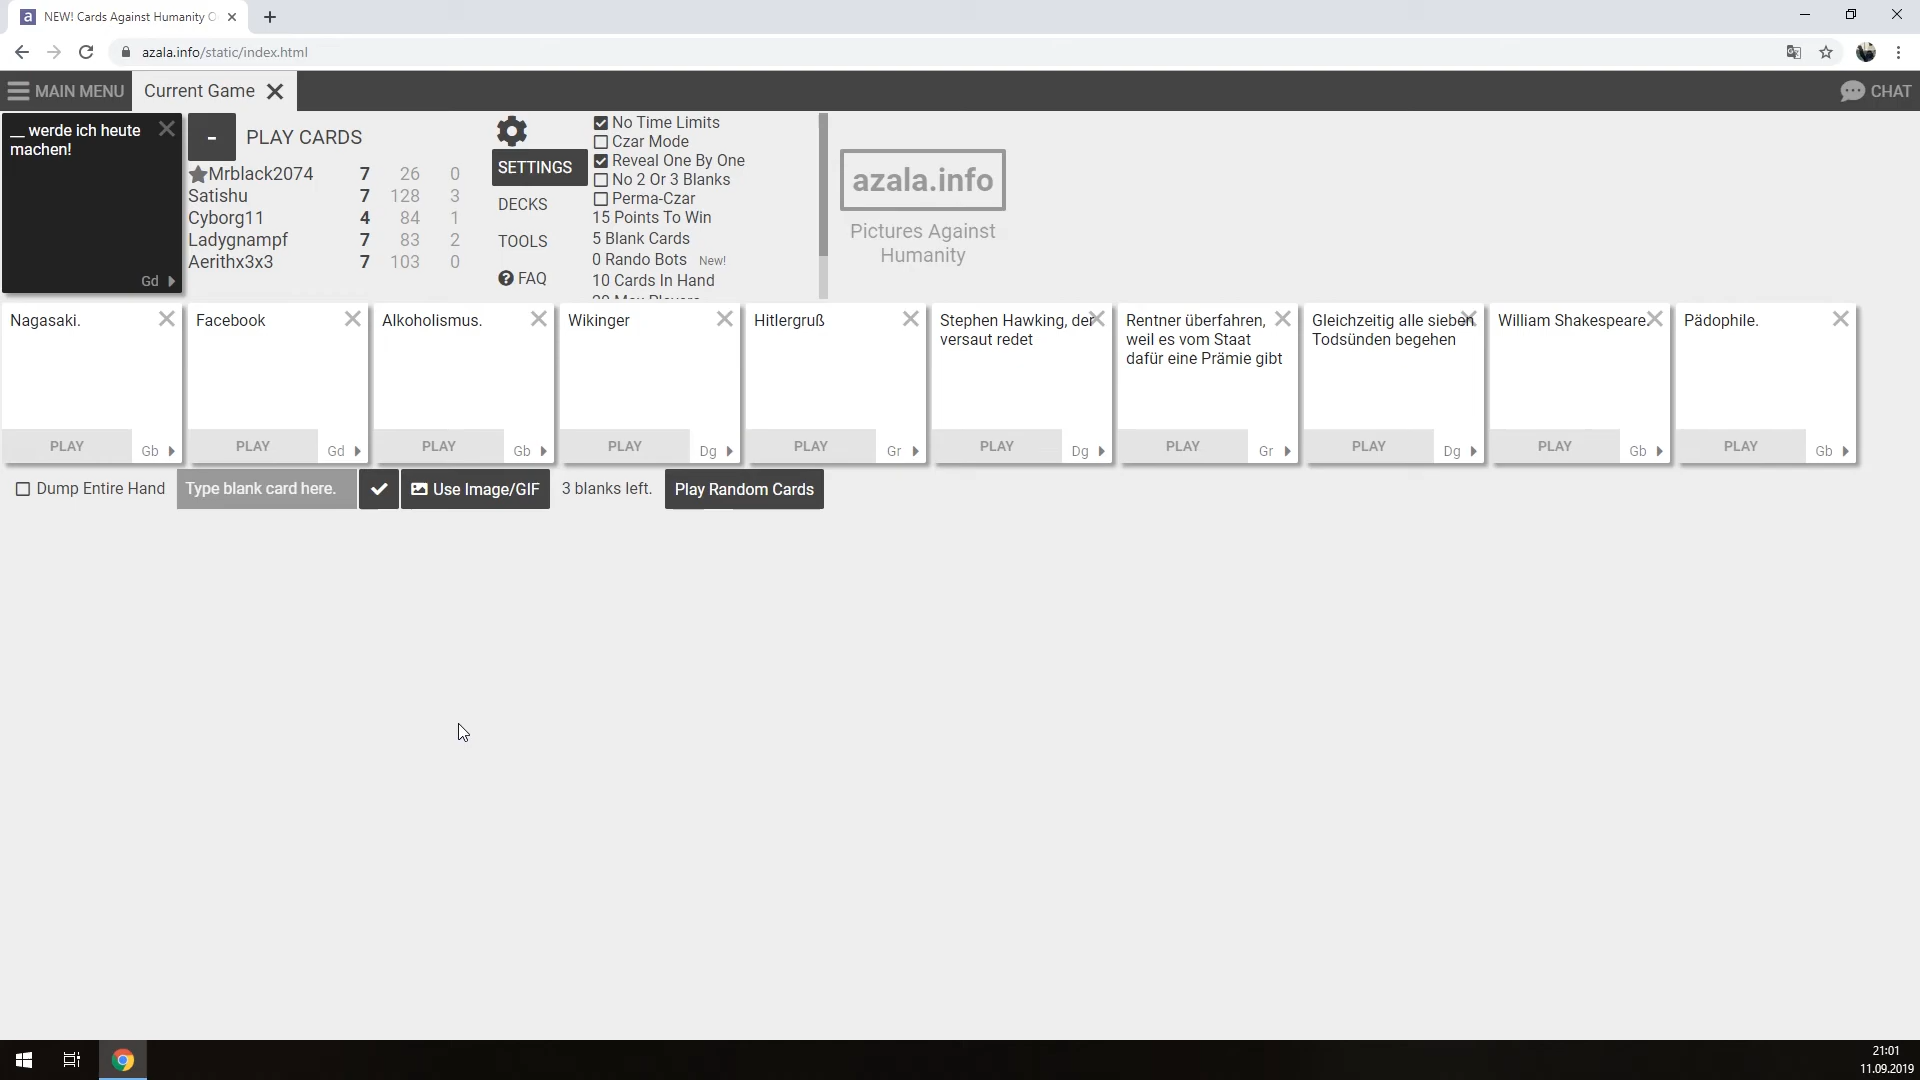 NEW! Cards Against Humanity O
azala.info/static/index.html
MAIN MENU
Current Game
CHAT
__ werde ich heute
machen!
Gd
-
PLAY CARDS
Mrblack2074 7 26 0
Satishu 7 128 3
Cyborg11 4 84 1
Ladygnampf 7 83 2
Aerithx3x3 7 103 0
SETTINGS
DECKS
TOOLS
FAQ
No Time Limits
Czar Mode
Reveal One By One
No 2 Or 3 Blanks
Perma-Czar
15 Points To Win
5 Blank Cards
0 Rando Bots New!
10 Cards In Hand
20 Max Players
azala.info
Pictures Against
Humanity
Nagasaki.
PLAY
Gb
Facebook
PLAY
Gd
Alkoholismus.
PLAY
Gb
Wikinger
PLAY
Dg
Hitlergruß
PLAY
Gr
Stephen Hawking, der
versaut redet
PLAY
Dg
Rentner überfahren,
weil es vom Staat
dafür eine Prämie gibt
PLAY
Gr
Gleichzeitig alle sieben
Todsünden begehen
PLAY
Dg
William Shakespeare.
PLAY
Gb
Pädophile.
PLAY
Gb
Dump Entire Hand
Type blank card here.
Use Image/GIF
3 blanks left.
Play Random Cards
21:01
11.09.2019